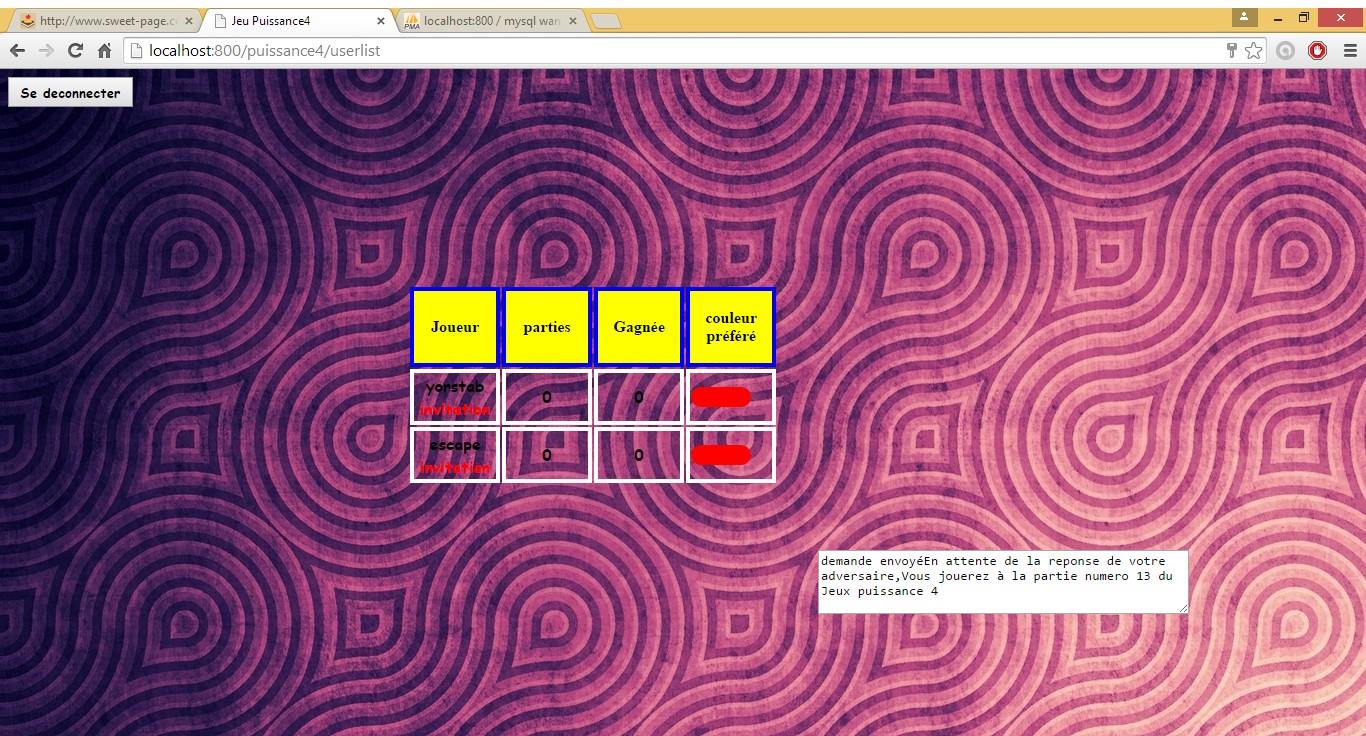 http://www.sweet-page.c
Jeu Puissance4
localhost:800 / mysql wam
PMA
localhost:800/puissance4/userlist
Se deconnecter
Joueur parties Gagnée couleur
préféré
yorstab 0 0
invitation
escape 0 0
invitation
demande envoyéEn attente de la reponse de votre
adversaire,Vous jouerez à la partie numero 13 du
Jeux puissance 4